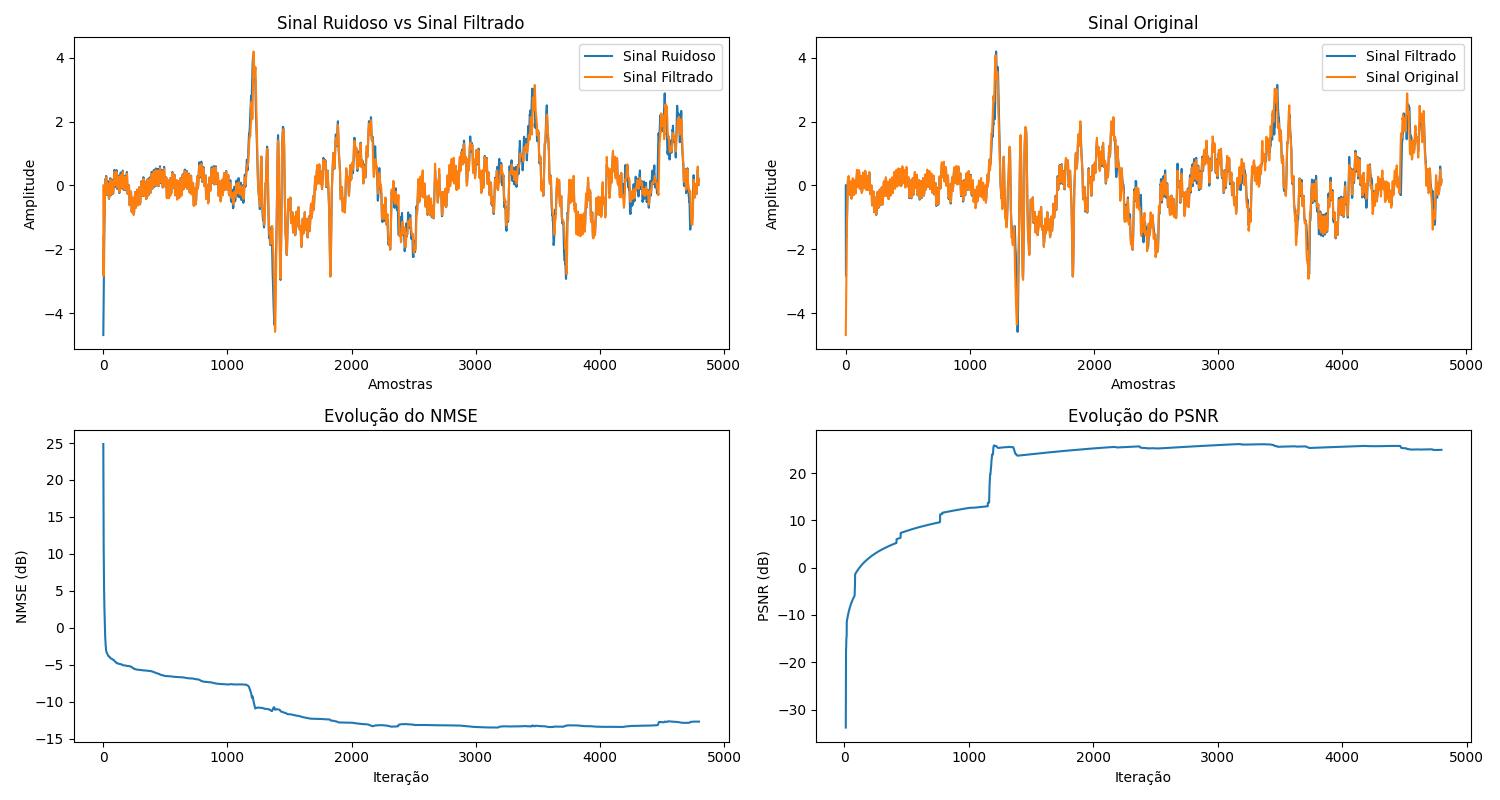 Sinal Ruidoso vs Sinal Filtrado
Amplitude
4
2
0
−2
−4
Sinal Ruidoso
Sinal Filtrado
0 1000 2000 3000 4000 5000
Amostras
Sinal Original
Amplitude
4
2
0
−2
−4
Sinal Filtrado
Sinal Original
0 1000 2000 3000 4000 5000
Amostras
Evolução do NMSE
NMSE (dB)
25
20
15
10
5
0
−5
−10
−15
0 1000 2000 3000 4000 5000
Iteração
Evolução do PSNR
PSNR (dB)
20
10
0
−10
−20
−30
0 1000 2000 3000 4000 5000
Iteração